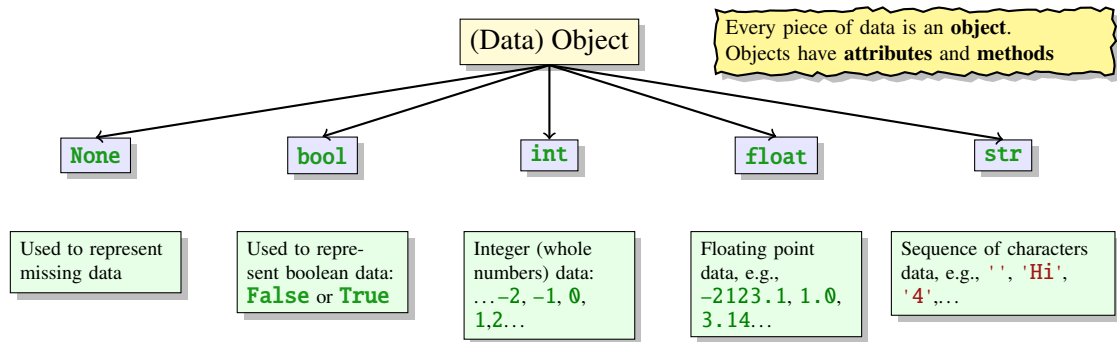 (Data) Object
Every piece of data is an object.
Objects have attributes and methods
None
bool
int
float
str
Used to represent
missing data
Used to repre-
sent boolean data:
False or True
Integer (whole
numbers) data:
...-2, -1, 0,
1,2...
Floating point
data, e.g.,
-2123.1, 1.0,
3.14...
Sequence of characters
data, e.g., '', 'Hi',
'4',...